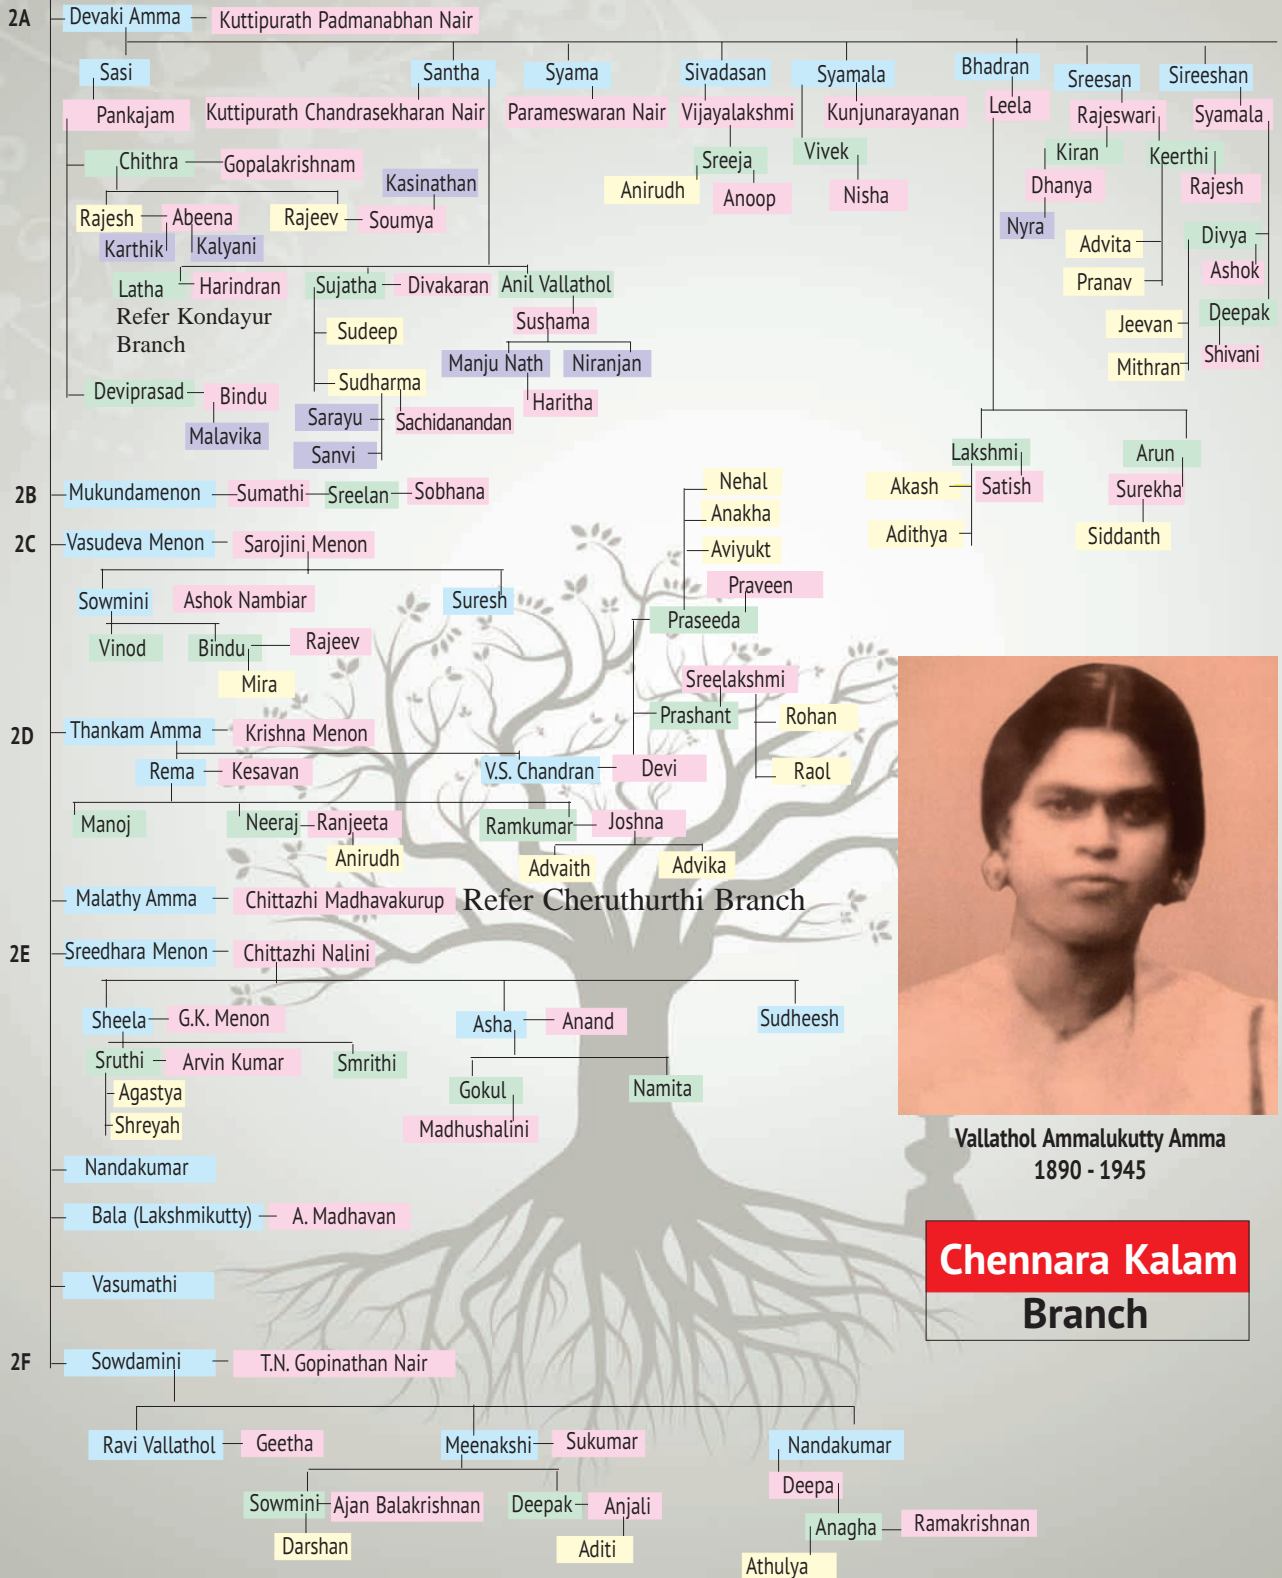 2A
Devaki Amma
Kuttipurath Padmanabhan Nair
Sasi
Santha
Syama
Sivadasan
Syamala
Bhadran
Sreesan
Sireeshan
Pankajam
Kuttipurath Chandrasekharan Nair
Parameswaran Nair
Vijayalakshmi
Kunjunarayanan
Leela
Rajeswari
Syamala
Chithra
Gopalakrishnam
Sreeja
Vivek
Kiran
Keerthi
Kasinathan
Anirudh
Anoop
Nisha
Dhanya
Rajesh
Rajesh
Abeena
Rajeev
Soumya
Nyra
Karthik
Kalyani
Advita
Divya
Latha
Harindran
Sujatha
Divakaran
Anil Vallathol
Pranav
Ashok
Refer Kondayur
Branch
Sudeep
Sushama
Jeevan
Deepak
Manju Nath
Niranjan
Mithran
Shivani
Deviprasad
Bindu
Sudharma
Haritha
Malavika
Sarayu
Sachidanandan
Sanvi
Lakshmi
Arun
2B
Mukundamenon
Sumathi
Sreelan
Sobhana
Nehal
Akash
Satish
Surekha
Anakha
Adithya
Siddanth
2C
Vasudeva Menon
Sarojini Menon
Aviyukt
Sowmini
Ashok Nambiar
Suresh
Praveen
Praseeda
Vinod
Bindu
Rajeev
Mira
Sreelakshmi
Prashant
Rohan
2D
Thankam Amma
Krishna Menon
Rema
Kesavan
V.S. Chandran
Devi
Raol
Manoj
Neeraj
Ranjeeta
Ramkumar
Joshna
Anirudh
Advaith
Advika
Malathy Amma
Chittazhi Madhavakurup
Refer Cheruthurthi Branch
2E
Sreedhara Menon
Chittazhi Nalini
Sheela
G.K. Menon
Asha
Anand
Sudheesh
Sruthi
Arvin Kumar
Smrithi
Gokul
Namita
Agastya
Shreyah
Madhushalini
Vallathol Ammalukutty Amma
1890 - 1945
Nandakumar
Bala (Lakshmikutty)
A. Madhavan
Chennara Kalam
Branch
Vasumathi
2F
Sowdamini
T.N. Gopinathan Nair
Ravi Vallathol
Geetha
Meenakshi
Sukumar
Nandakumar
Deepa
Sowmini
Ajan Balakrishnan
Deepak
Anjali
Anagha
Ramakrishnan
Darshan
Aditi
Athulya